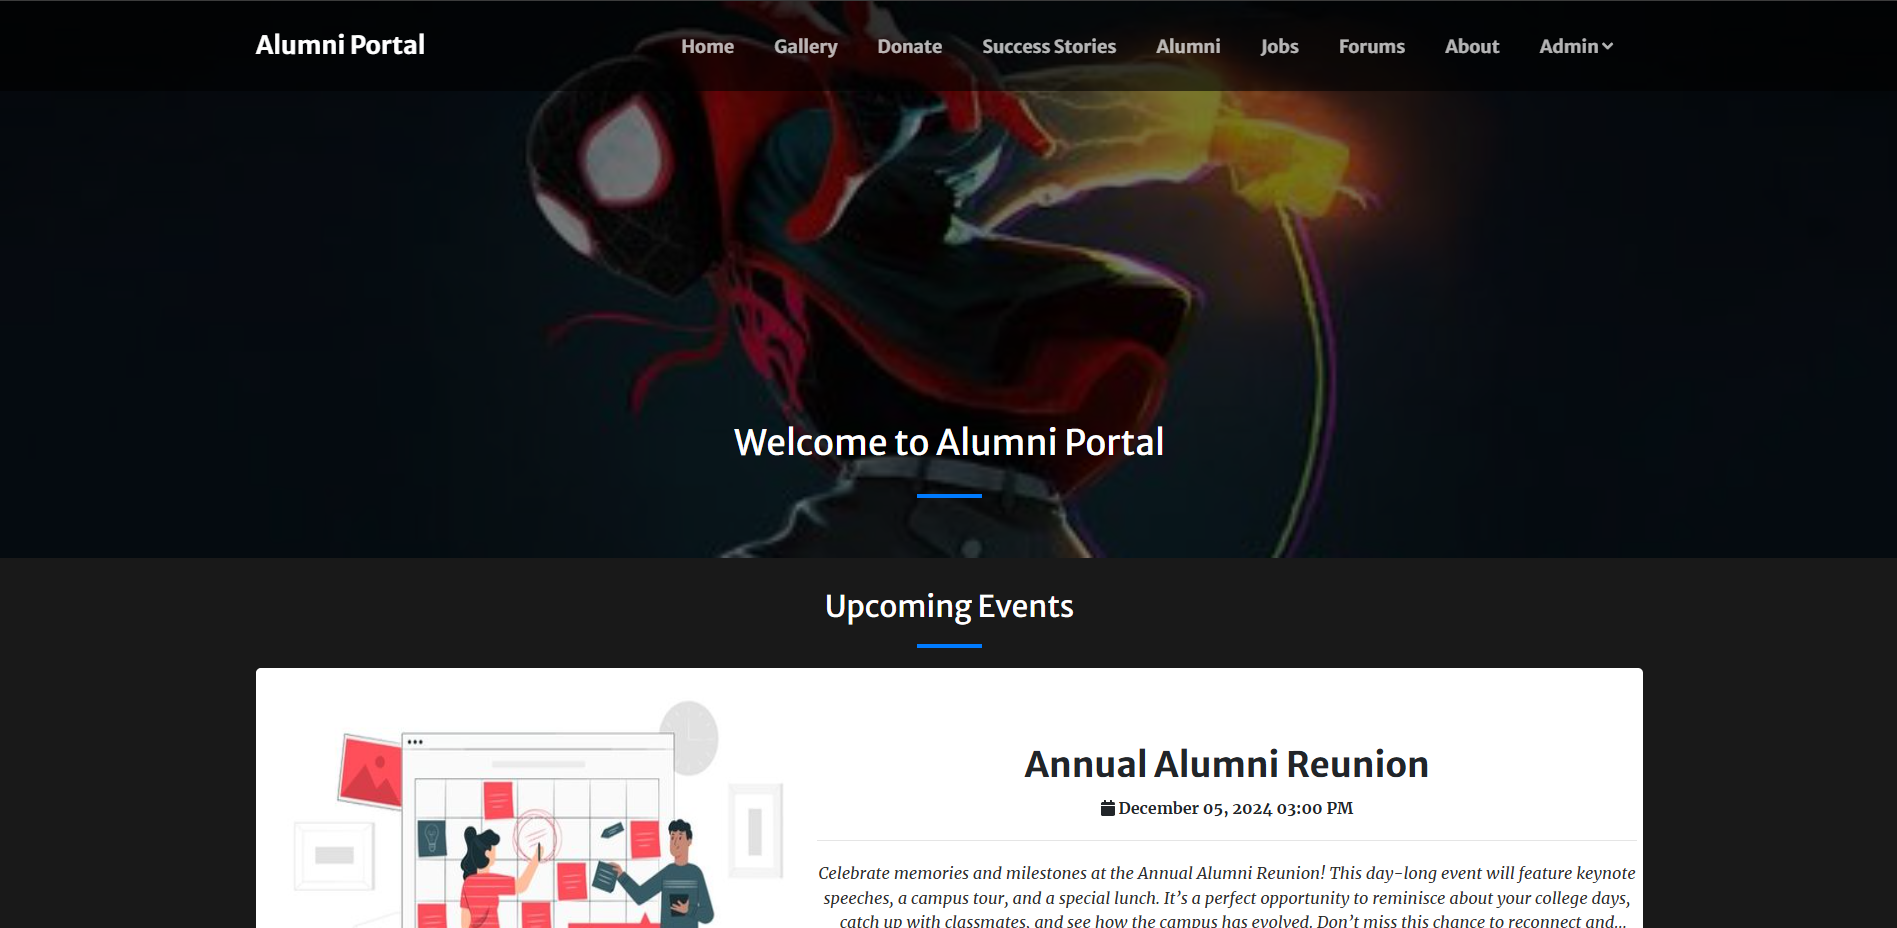 Alumni Portal
Home Gallery Donate Success Stories Alumni Jobs Forums About Admin
Welcome to Alumni Portal
Upcoming Events
Annual Alumni Reunion
December 05, 2024 03:00 PM
Celebrate memories and milestones at the Annual Alumni Reunion! This day-long event will feature keynote
speeches, a campus tour, and a special lunch. It’s a perfect opportunity to reminisce about your college days,
catch up with classmates, and see how the campus has evolved. Don’t miss this chance to reconnect and...